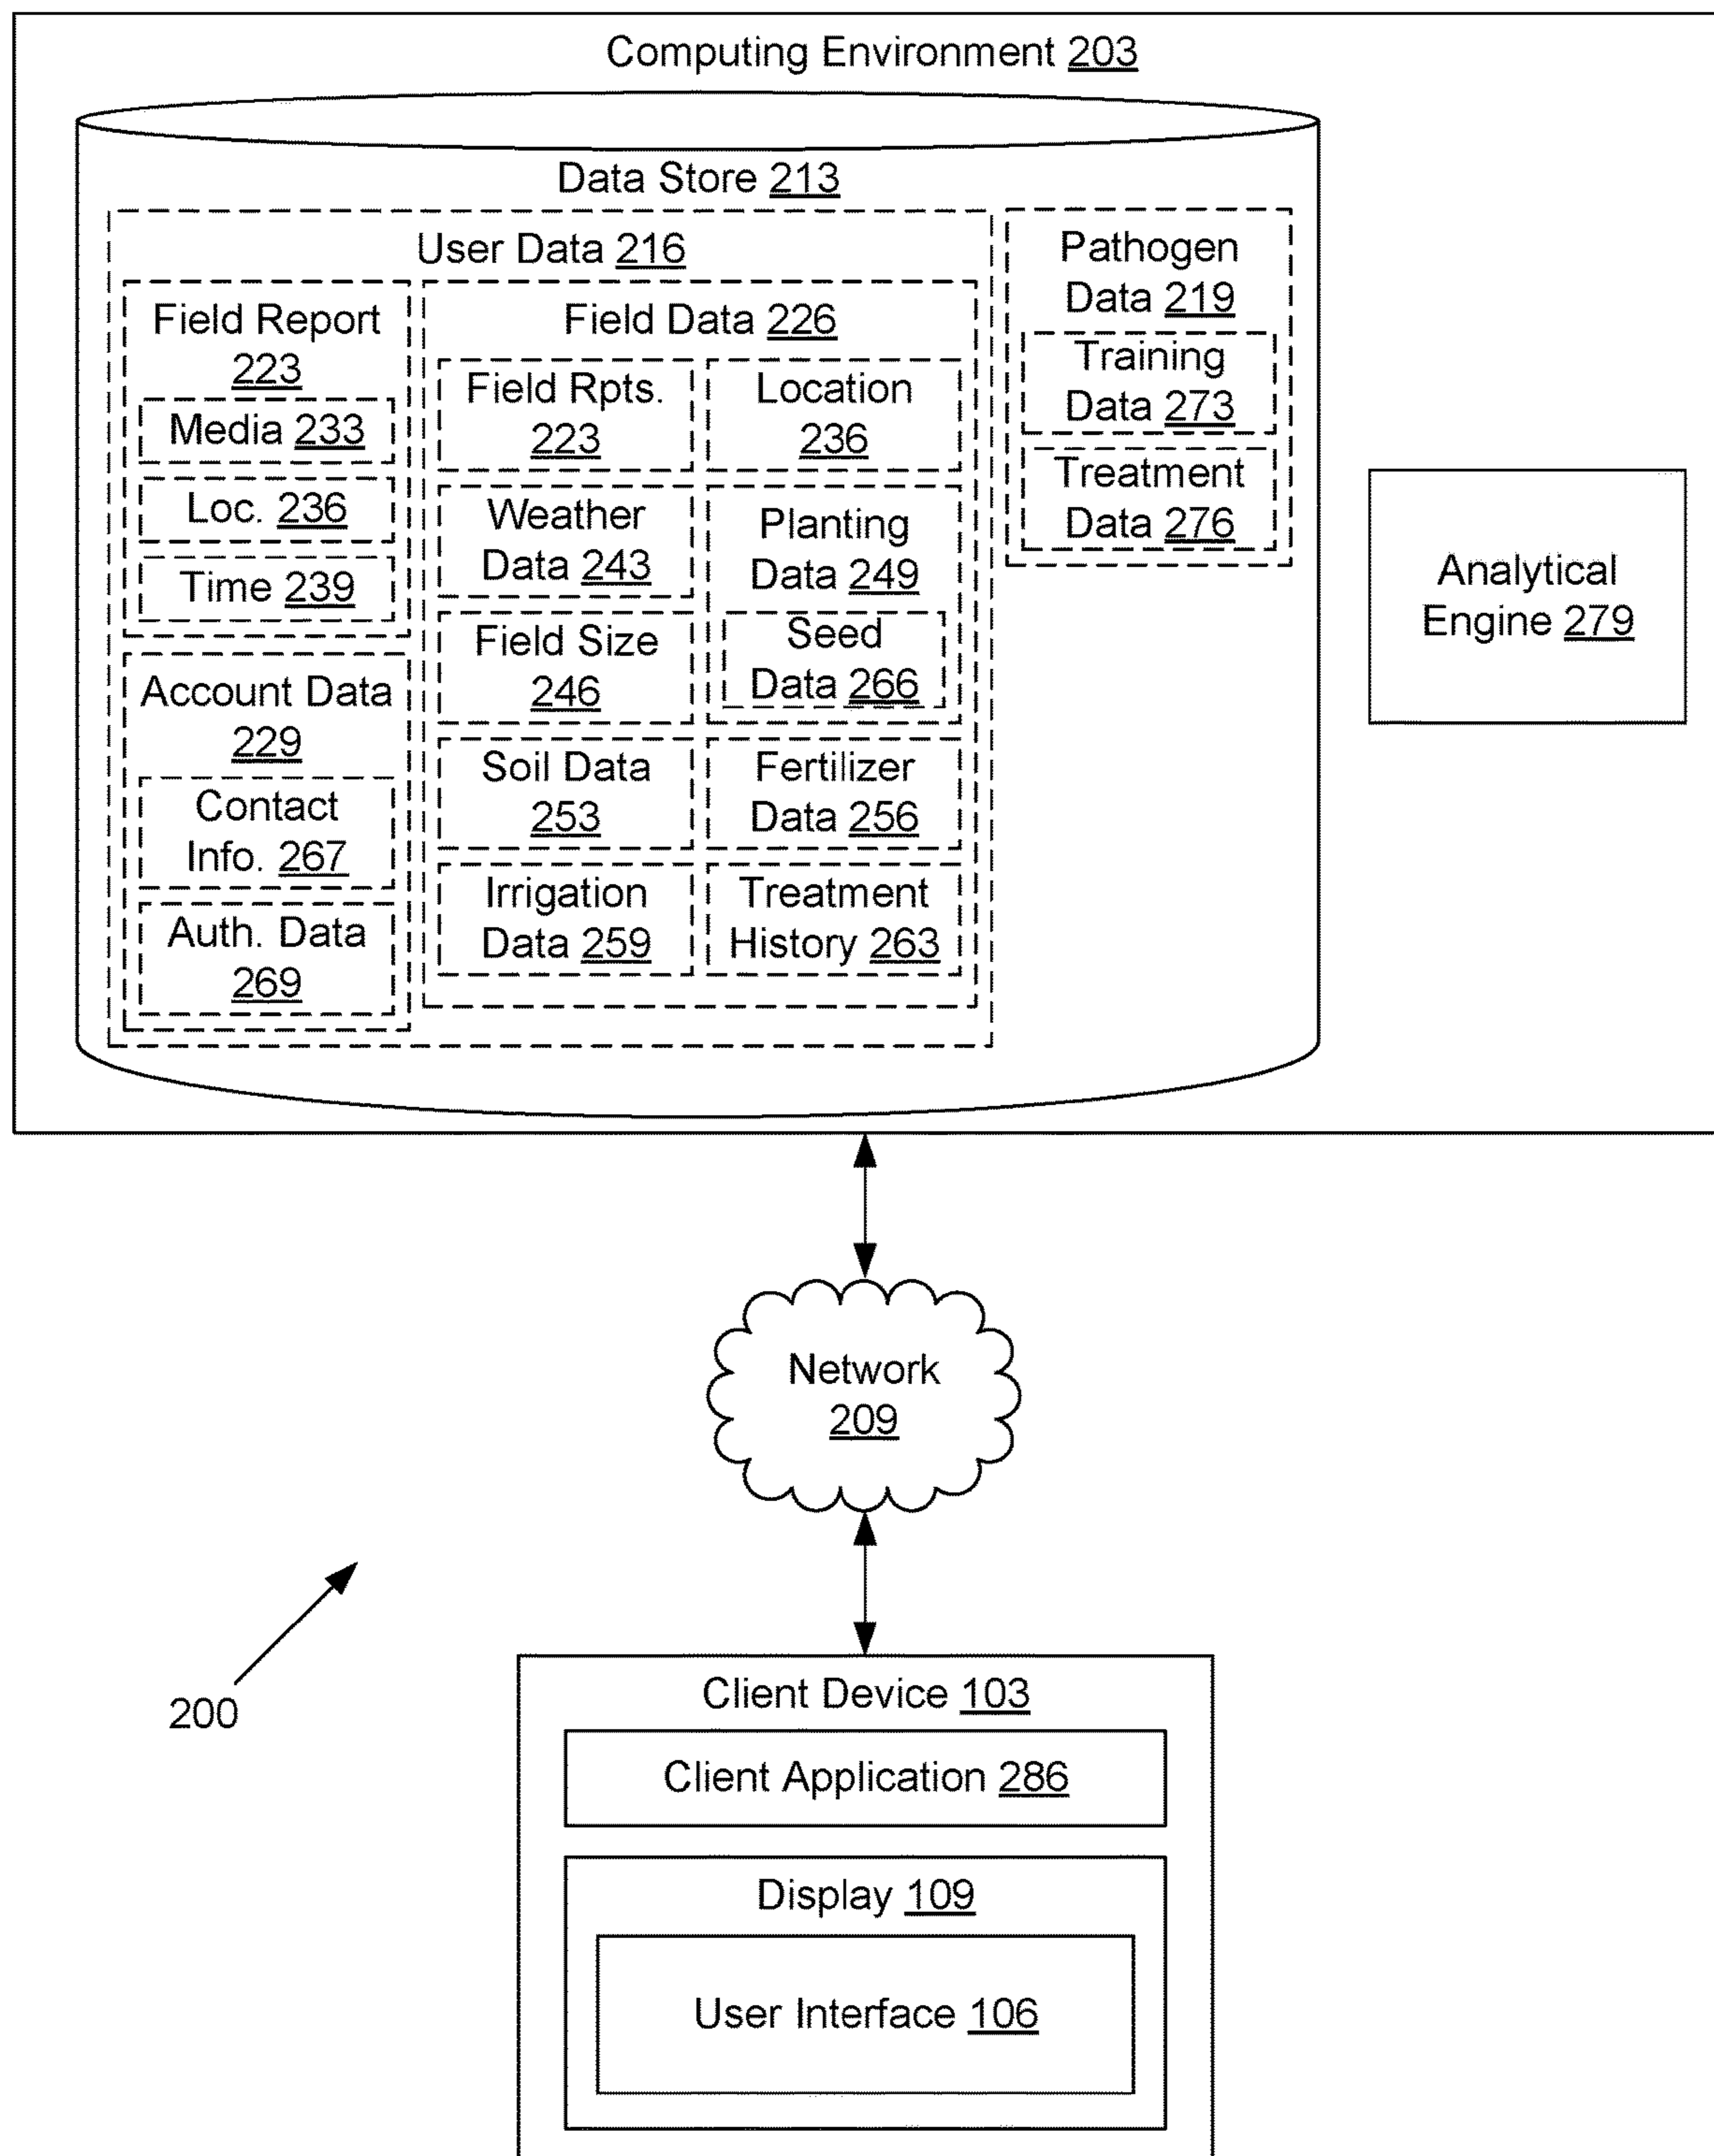 Computing Environment 203
Data Store 213
User Data 216
Field Report
223
Media 233
Loc. 236
Time 239
Account Data
229
Contact
Info. 267
Auth. Data
269
Field Data 226
Field Rpts.
223
Location
236
Weather
Data 243
Planting
Data 249
Seed
Data 266
Field Size
246
Soil Data
253
Fertilizer
Data 256
Irrigation
Data 259
Treatment
History 263
Pathogen
Data 219
Training
Data 273
Treatment
Data 276
Analytical
Engine 279
Network
209
200
Client Device 103
Client Application 286
Display 109
User Interface 106